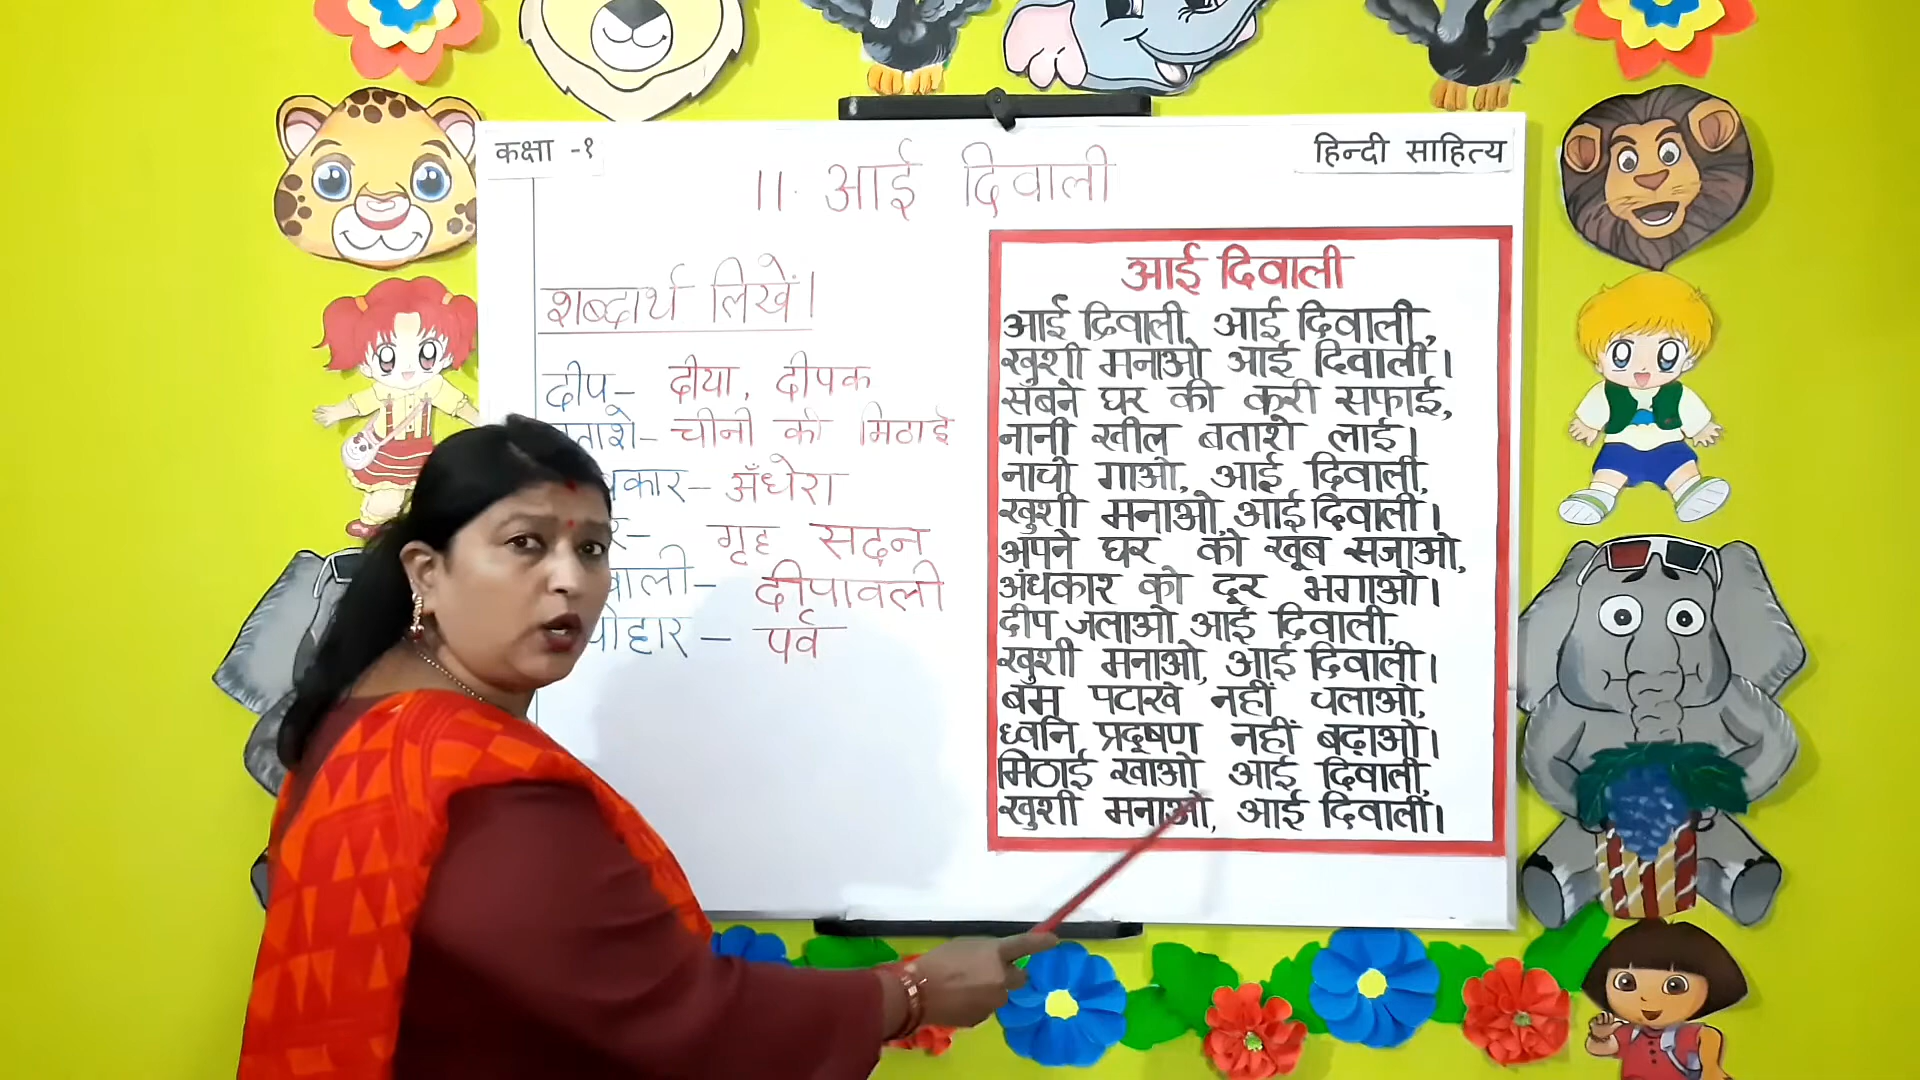 कक्षा -१
हिन्दी साहित्य
11. आई दिवाली
शब्दार्थ लिखें।
दीप- दीया, दीपक
ताशे- चीनी की मिठाई
कार- अँधेरा
र- गृह सदन
वाली- दीपावली
योहार - पर्व
आई दिवाली
आई दिवाली, आई दिवाली,
खुशी मनाओ आई दिवाली।
सबने घर की करी सफाई,
नानी खील बताशे लाई।
नाचो गाओ, आई दिवाली,
खुशी मनाओ, आई दिवाली।
अपने घर को खूब सजाओ,
अंधकार को दूर भगाओ।
दीप जलाओ आई दिवाली,
खुशी मनाओ, आई दिवाली।
बम पटाखे नहीं चलाओ,
ध्वनि प्रदूषण नहीं बढ़ाओ।
मिठाई खाओ आई दिवाली,
खुशी मनाओ, आई दिवाली।